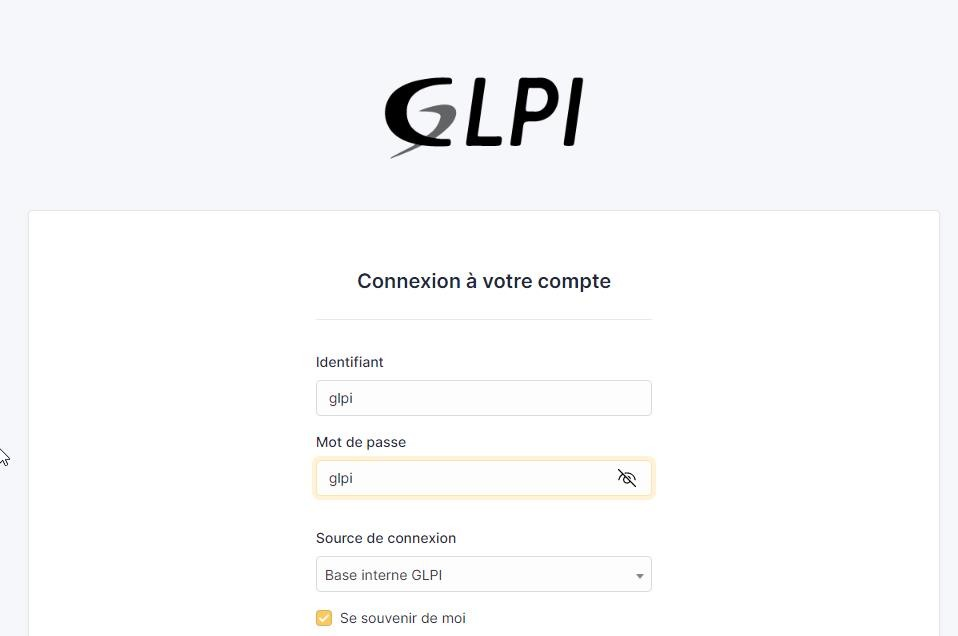 GLPI
Connexion à votre compte
Identifiant
glpi
Mot de passe
glpi
Source de connexion
Base interne GLPI
Se souvenir de moi